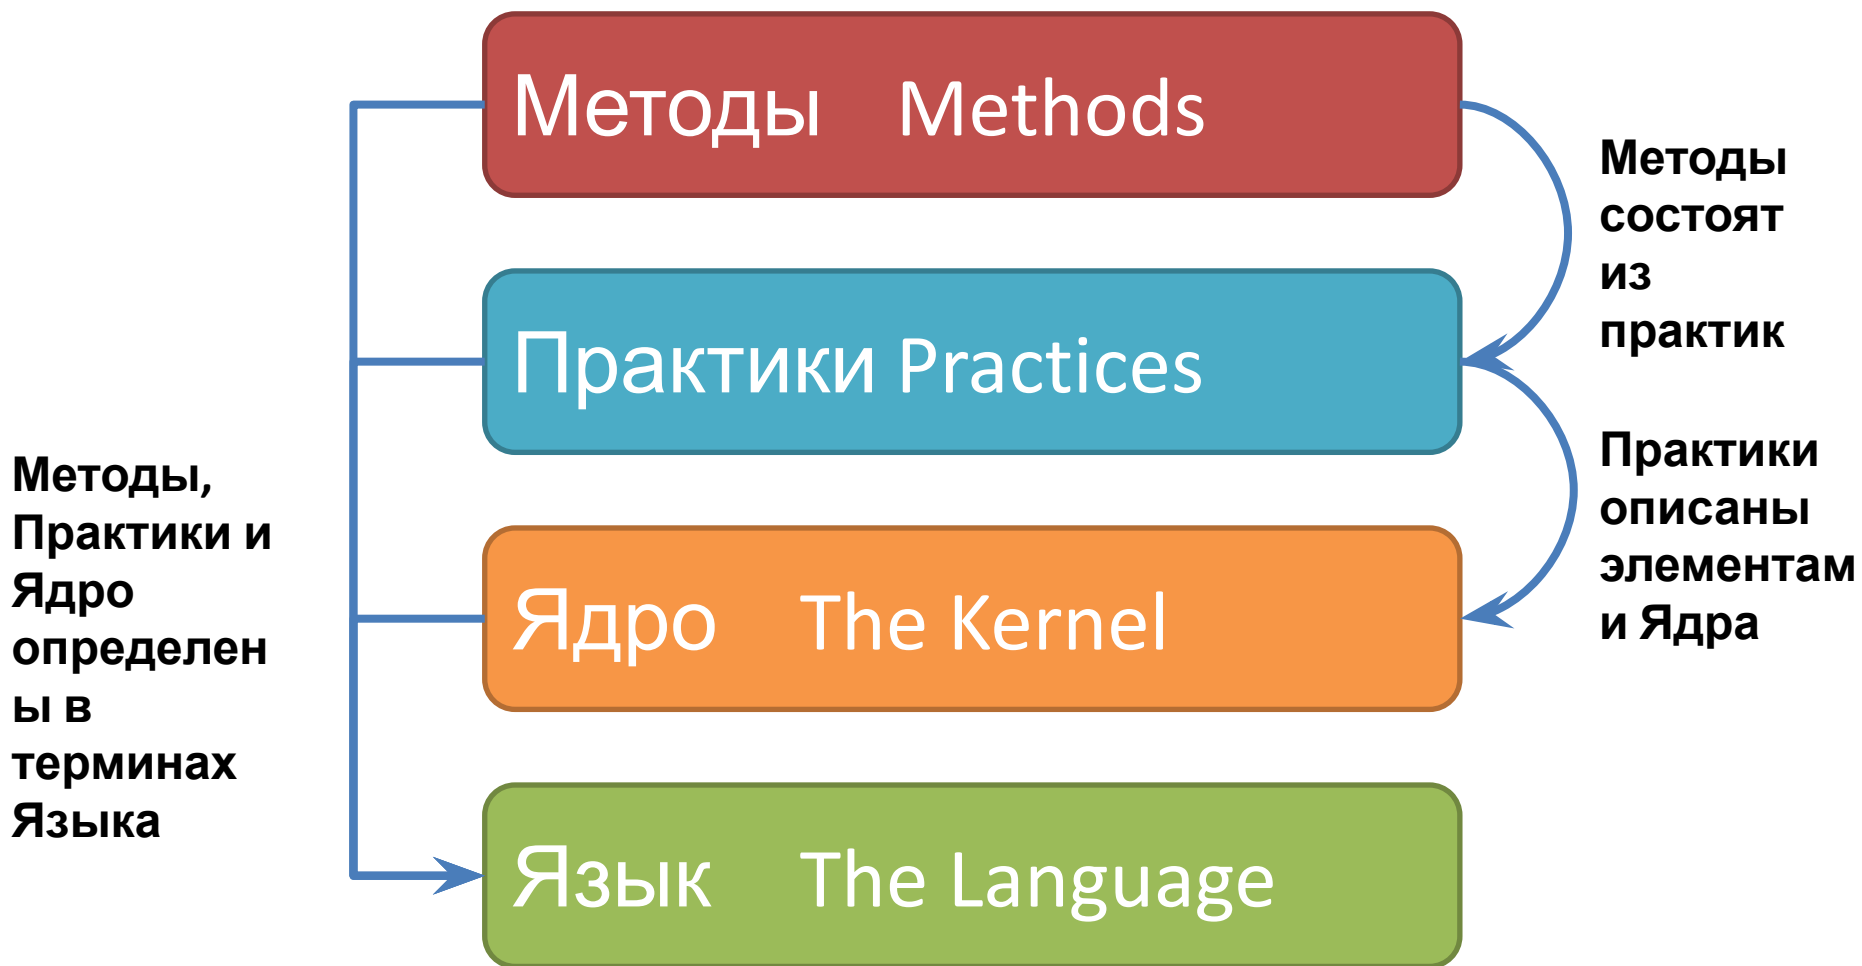 Методы Methods
Методы
состоят
из
практик
Практики Practices
Практики
описаны
элементам
и Ядра
Методы,
Практики и
Ядро
определен
ы в
терминах
Языка
Ядро The Kernel
Язык The Language